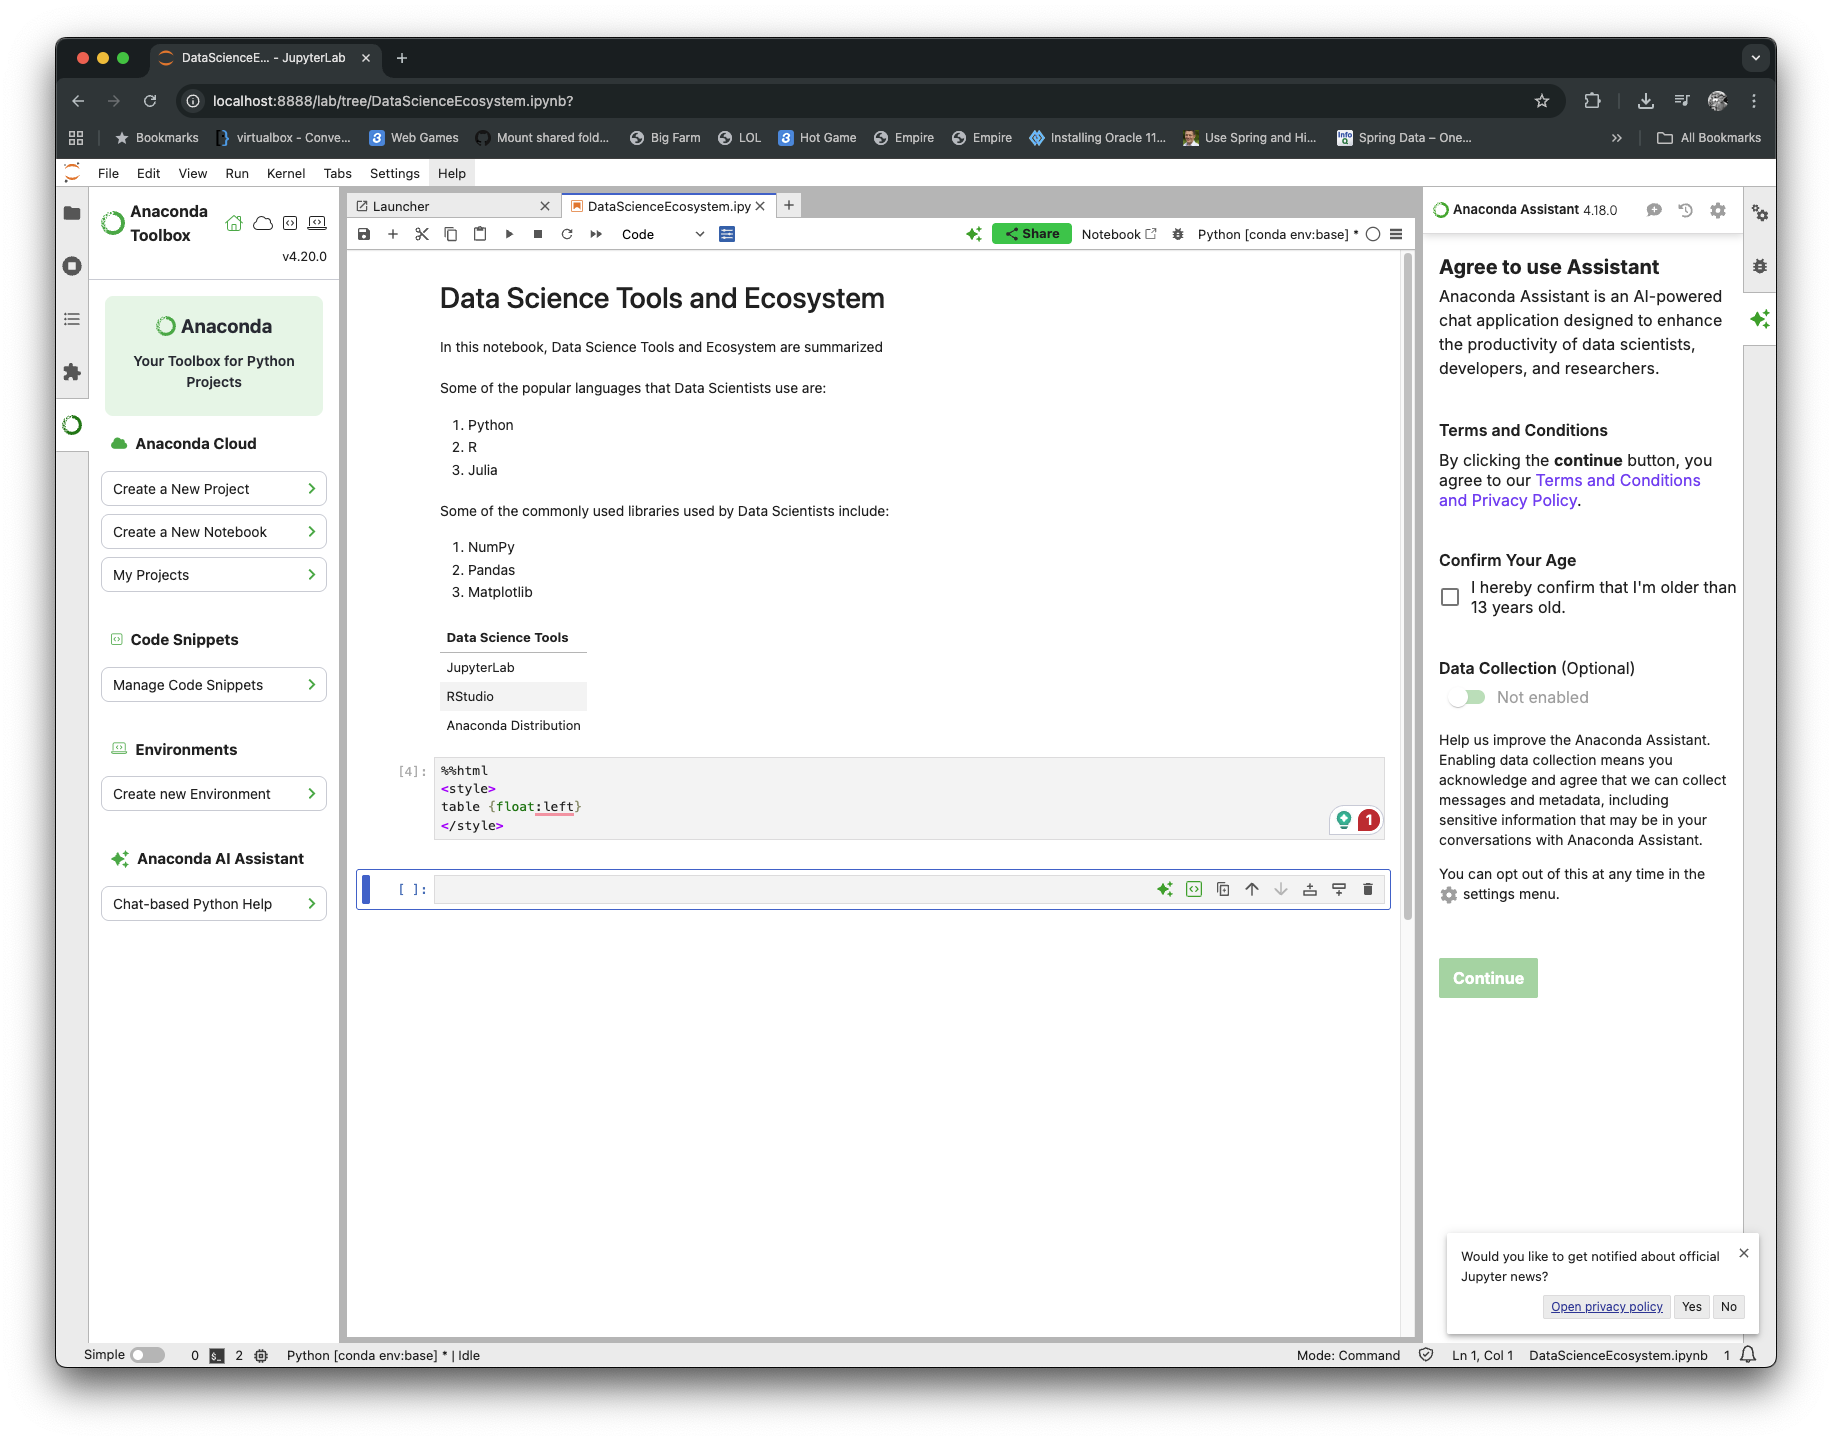 DataScienceE... - JupyterLab
localhost:8888/lab/tree/DataScienceEcosystem.ipynb?
Bookmarks virtualbox - Conve... Web Games Mount shared fold... Big Farm LOL Hot Game Empire Empire Installing Oracle 11... Use Spring and Hi... Spring Data – One... » All Bookmarks
File Edit View Run Kernel Tabs Settings Help
Anaconda
Toolbox
v4.20.0
Anaconda
Your Toolbox for Python
Projects
Anaconda Cloud
Create a New Project
Create a New Notebook
My Projects
Code Snippets
Manage Code Snippets
Environments
Create new Environment
Anaconda AI Assistant
Chat-based Python Help
Launcher
DataScienceEcosystem.ipy
Code
Share
Notebook
Python [conda env:base] *
Data Science Tools and Ecosystem
In this notebook, Data Science Tools and Ecosystem are summarized
Some of the popular languages that Data Scientists use are:
1. Python
2. R
3. Julia
Some of the commonly used libraries used by Data Scientists include:
1. NumPy
2. Pandas
3. Matplotlib
Data Science Tools
JupyterLab
RStudio
Anaconda Distribution
[4]:
%%html
<style>
table {float:left}
</style>
1
[ ]:
Anaconda Assistant 4.18.0
Agree to use Assistant
Anaconda Assistant is an AI-powered
chat application designed to enhance
the productivity of data scientists,
developers, and researchers.
Terms and Conditions
By clicking the continue button, you
agree to our Terms and Conditions
and Privacy Policy.
Confirm Your Age
I hereby confirm that I'm older than
13 years old.
Data Collection (Optional)
Not enabled
Help us improve the Anaconda Assistant.
Enabling data collection means you
acknowledge and agree that we can collect
messages and metadata, including
sensitive information that may be in your
conversations with Anaconda Assistant.
You can opt out of this at any time in the
settings menu.
Continue
Would you like to get notified about official
Jupyter news?
Open privacy policy Yes No
Simple 0 2 Python [conda env:base] * | Idle
Mode: Command Ln 1, Col 1 DataScienceEcosystem.ipynb 1